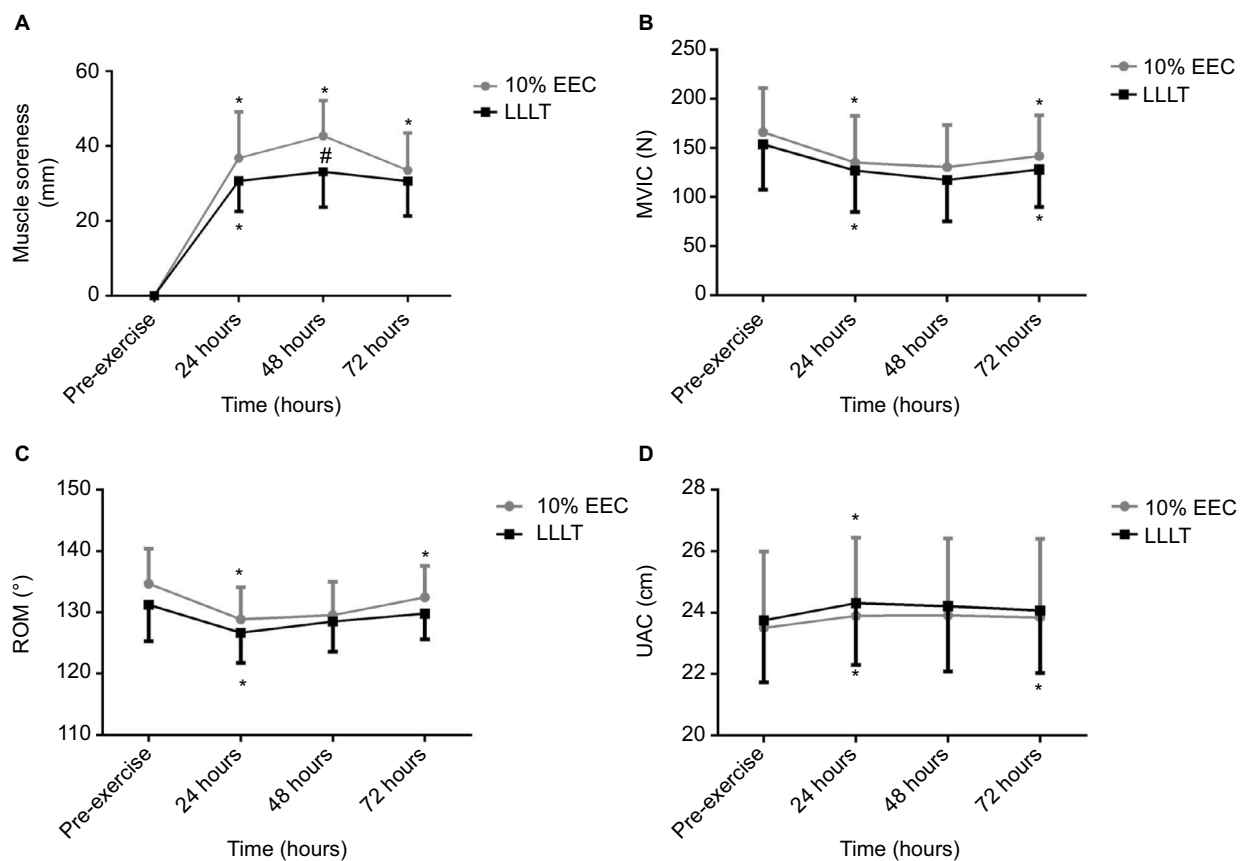 A
Muscle soreness
(mm)
60
40
20
0
*
*
*
#
*
10% EEC
LLLT
Pre-exercise
24 hours
48 hours
72 hours
Time (hours)
B
MVIC (N)
250
200
150
100
50
0
*
*
*
*
10% EEC
LLLT
Pre-exercise
24 hours
48 hours
72 hours
Time (hours)
C
ROM (°)
150
140
130
120
110
*
*
*
10% EEC
LLLT
Pre-exercise
24 hours
48 hours
72 hours
Time (hours)
D
UAC (cm)
28
26
24
22
20
*
*
*
10% EEC
LLLT
Pre-exercise
24 hours
48 hours
72 hours
Time (hours)